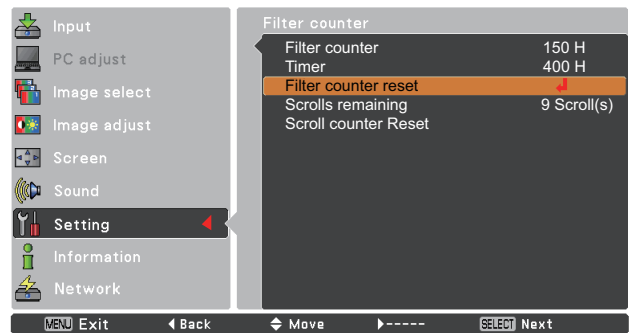 Input
PC adjust
Image select
Image adjust
Screen
Sound
Setting
Information
Network
Filter counter
Filter counter 150 H
Timer 400 H
Filter counter reset
Scrolls remaining 9 Scroll(s)
Scroll counter Reset
MENU Exit Back Move ----- SELECT Next